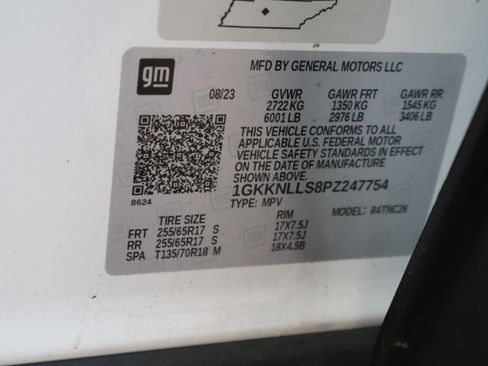 gm
MFD BY GENERAL MOTORS LLC
08/23 GVWR GAWR FRT GAWR RR
2722 KG 1350 KG 1545 KG
6001 LB 2976 LB 3406 LB
THIS VEHICLE CONFORMS TO ALL
APPLICABLE U.S. FEDERAL MOTOR
VEHICLE SAFETY STANDARDS IN EFFECT
ON THE DATE OF MANUFACTURE
SHOWN ABOVE.
1GKKNLLS8PZ247754
8624
TYPE: MPV MODEL: 84TNC26
TIRE SIZE RIM
FRT 255/65R17 S 17X7.5J
RR 255/65R17 S 17X7.5J
SPA T135/70R18 M 18X4.5B